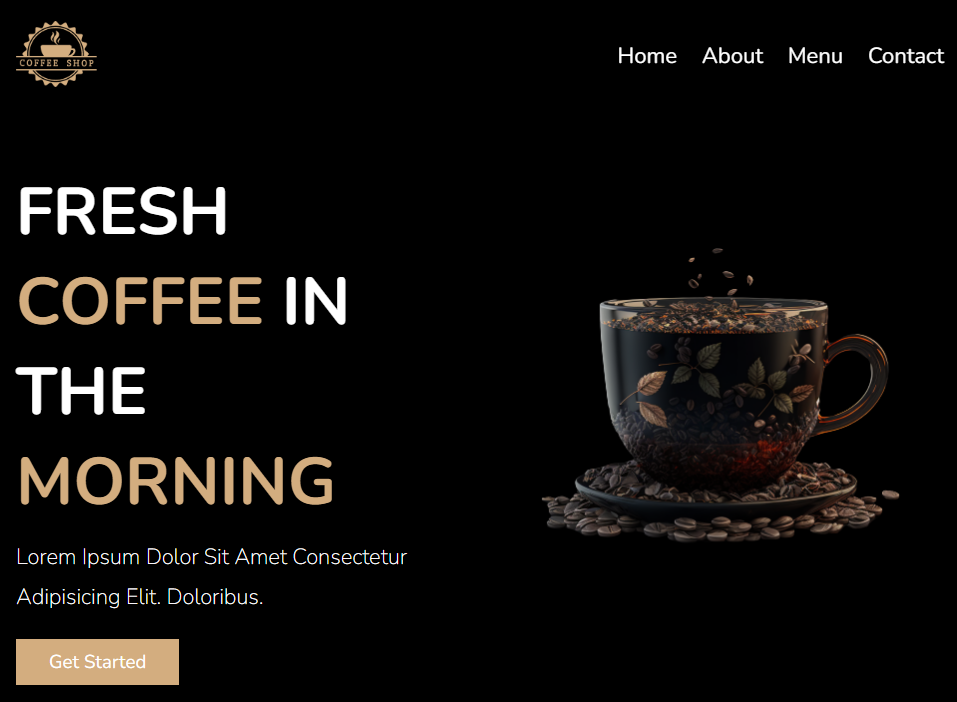 COFFEE SHOP
Home About Menu Contact
FRESH
COFFEE IN
THE
MORNING
Lorem Ipsum Dolor Sit Amet Consectetur
Adipisicing Elit. Doloribus.
Get Started